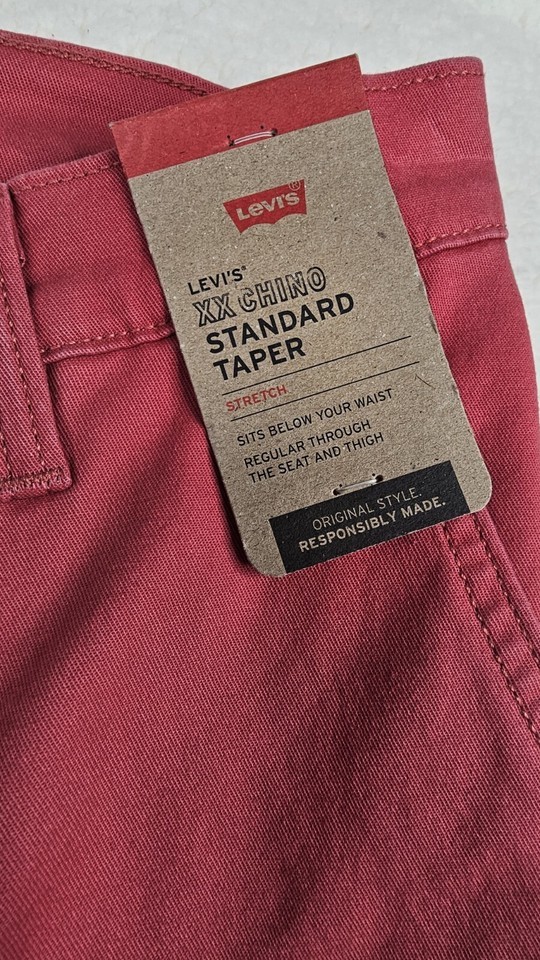 Levi's®
LEVI'S®
XX CHINO
STANDARD
TAPER
STRETCH
SITS BELOW YOUR WAIST
REGULAR THROUGH
THE SEAT AND THIGH
ORIGINAL STYLE.
RESPONSIBLY MADE.